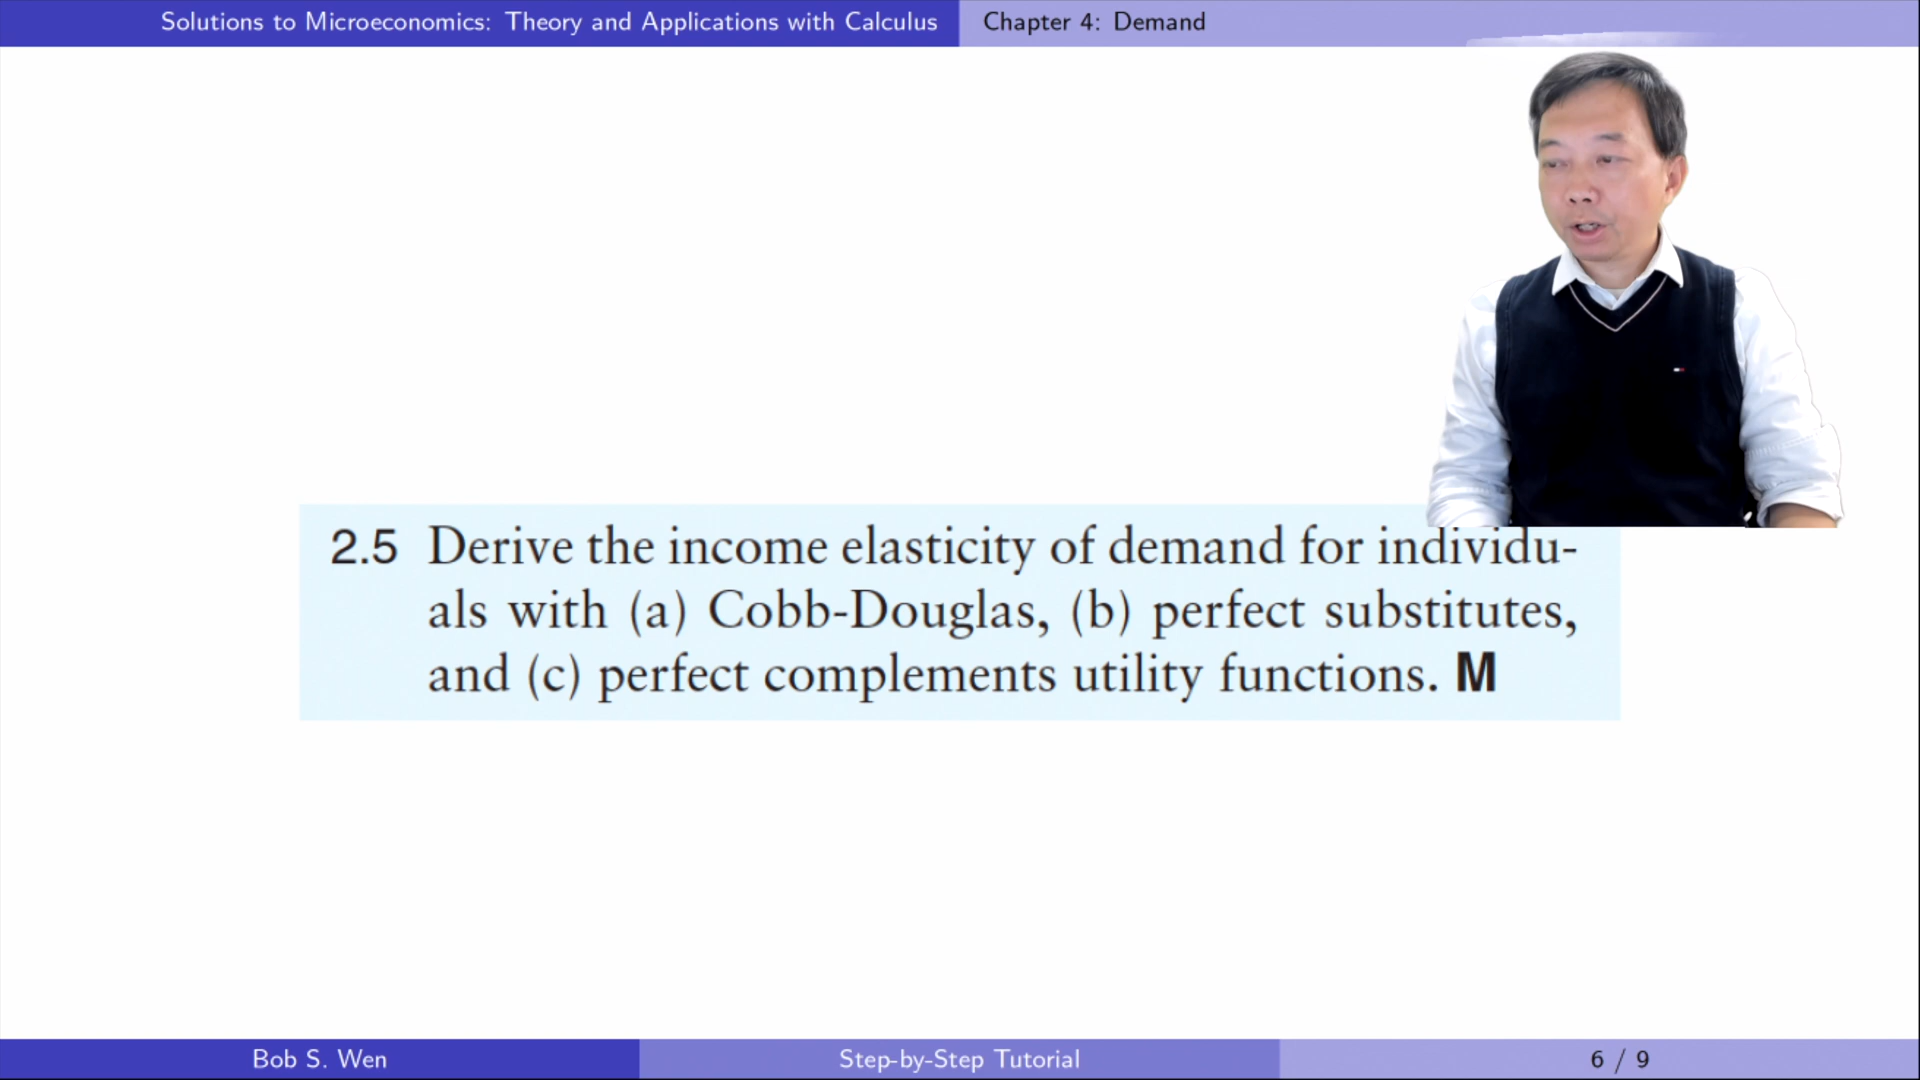 Solutions to Microeconomics: Theory and Applications with Calculus
Chapter 4: Demand
2.5 Derive the income elasticity of demand for individu-
als with (a) Cobb-Douglas, (b) perfect substitutes,
and (c) perfect complements utility functions. M
Bob S. Wen
Step-by-Step Tutorial
6 / 9